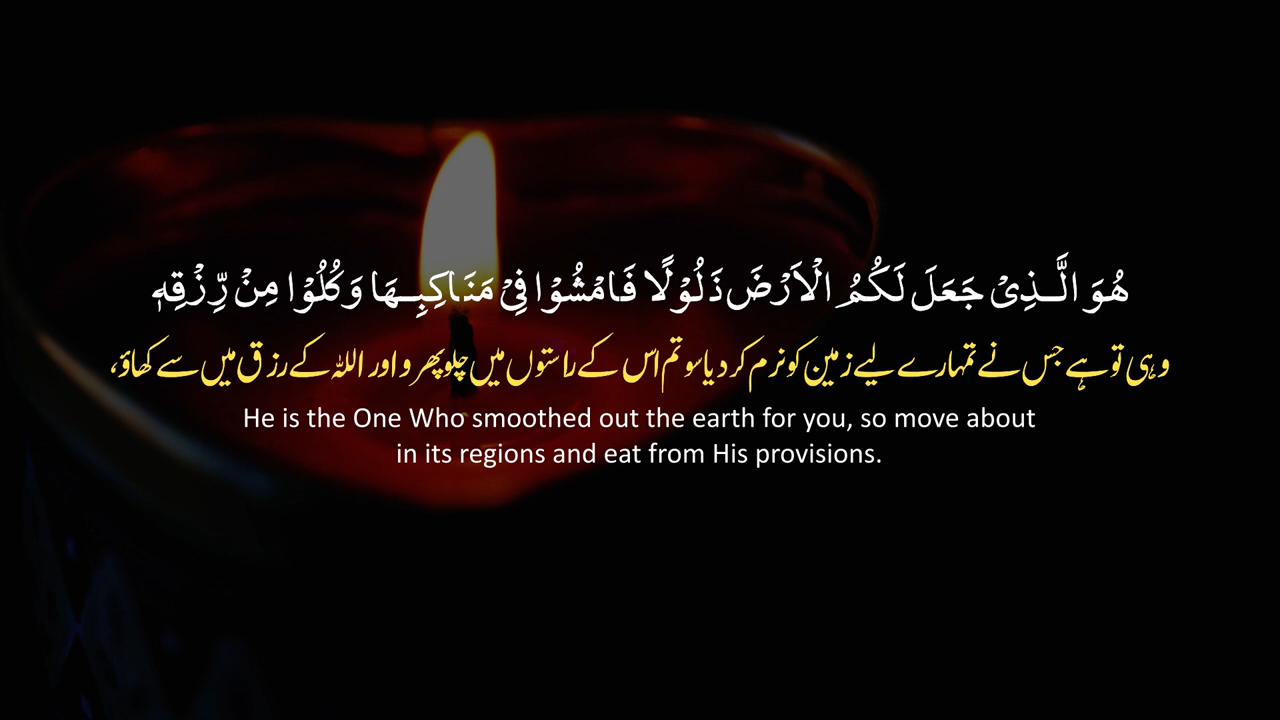 هُوَ الَّـذِىْ جَعَلَ لَكُمُ الْاَرْضَ ذَلُوْلًا فَامْشُوْا فِىْ مَنَاكِبِـهَا وَكُلُوْا مِنْ رِّزْقِهٖ
وہی تو ہے جس نے تمہارے لیے زمین کو نرم کر دیا سو تم اس کے راستوں میں چلو پھرو اور اللہ کے رزق میں سے کھاؤ،
He is the One Who smoothed out the earth for you, so move about
in its regions and eat from His provisions.